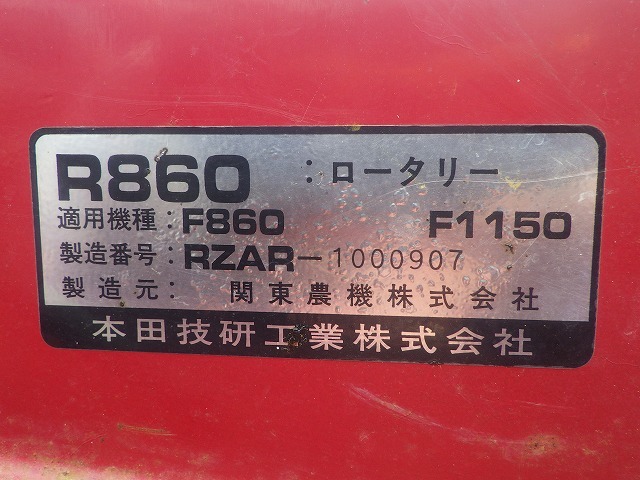 R860 :ロータリー
適用機種:F860 F1150
製造番号:RZAR-1000907
製造元: 関東農機株式会社
本田技研工業株式会社